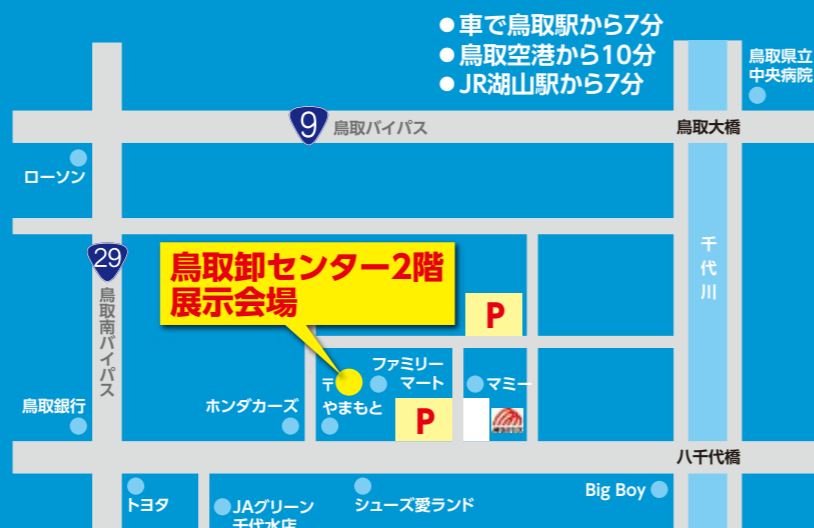 ●車で鳥取駅から7分
●鳥取空港から10分
●JR湖山駅から7分
鳥取県立
中央病院
9
鳥取バイパス
鳥取大橋
ローソン
29
鳥取南バイパス
千代川
鳥取卸センター2階
展示会場
P
ファミリー
マート
〒
マミー
鳥取銀行
ホンダカーズ
やまもと
P
八千代橋
トヨタ
JAグリーン
千代水店
シューズ愛ランド
Big Boy